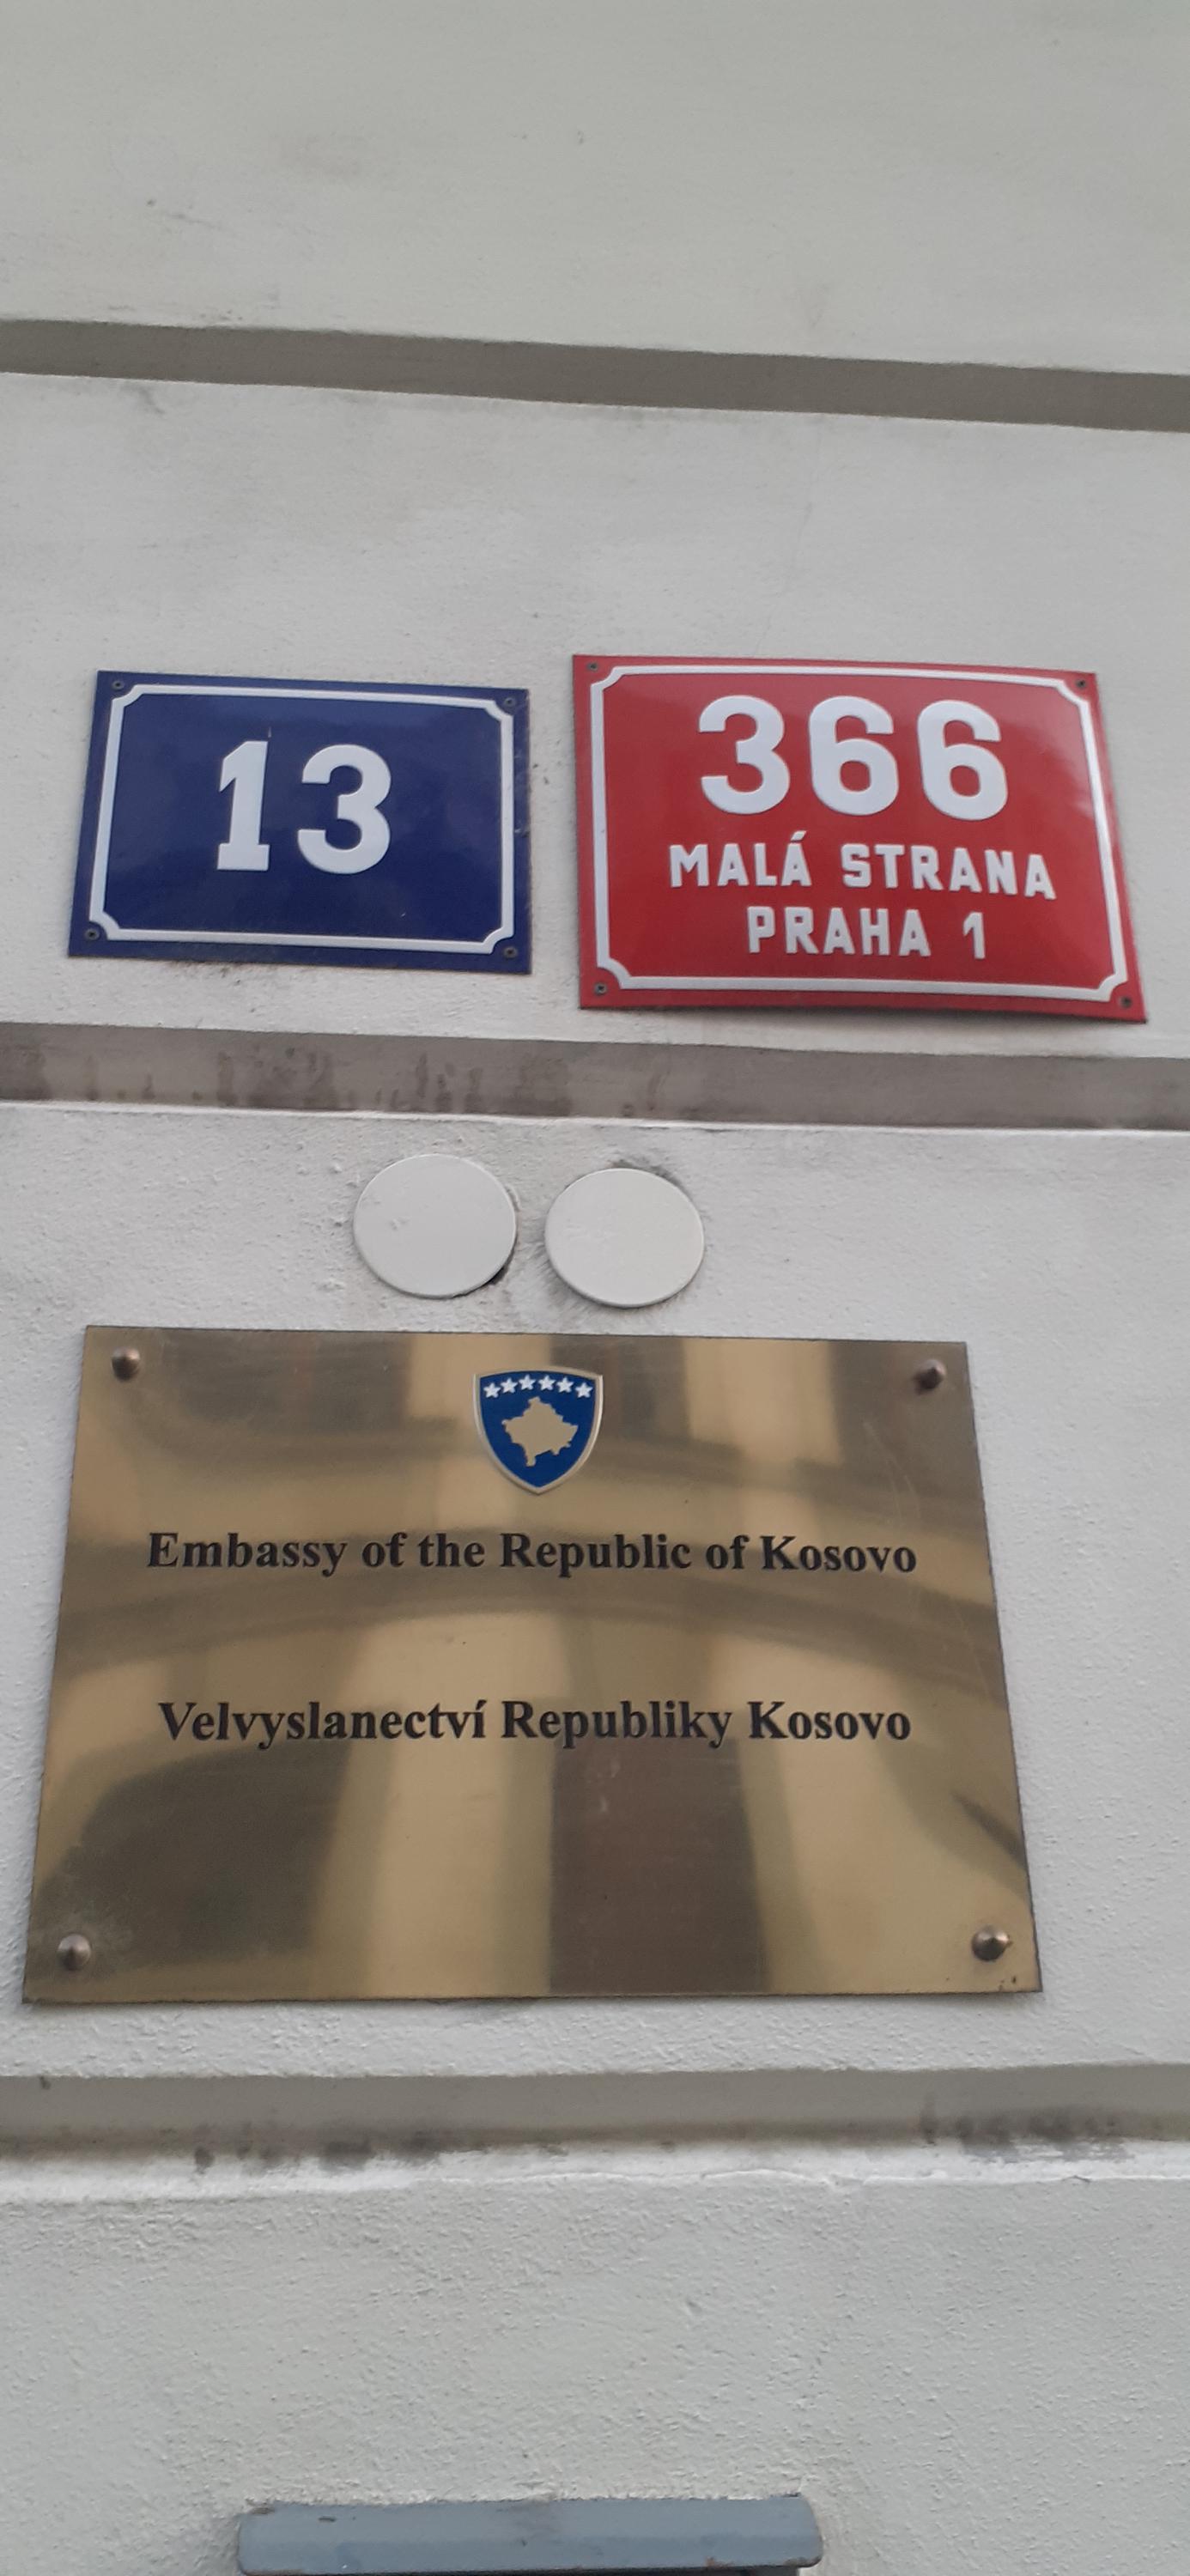 13
366
MALÁ STRANA
PRAHA 1
Embassy of the Republic of Kosovo
Velvyslanectví Republiky Kosovo